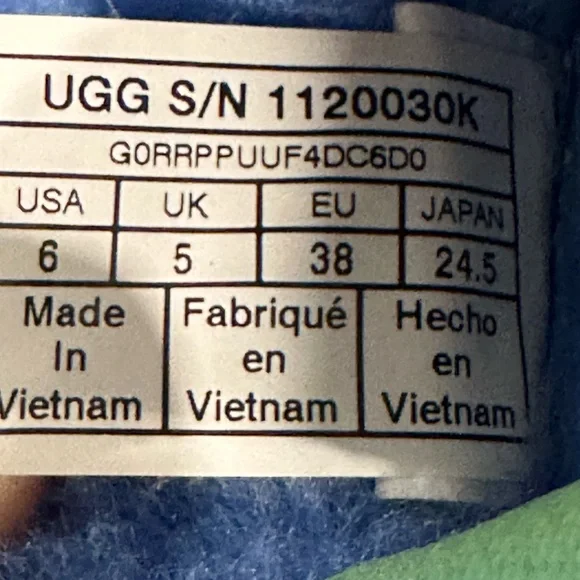 UGG S/N 1120030K
G0RRPPUUF4DC6D0
USA UK EU JAPAN
6 5 38 24.5
Made Fabriqué Hecho
In en en
Vietnam Vietnam Vietnam